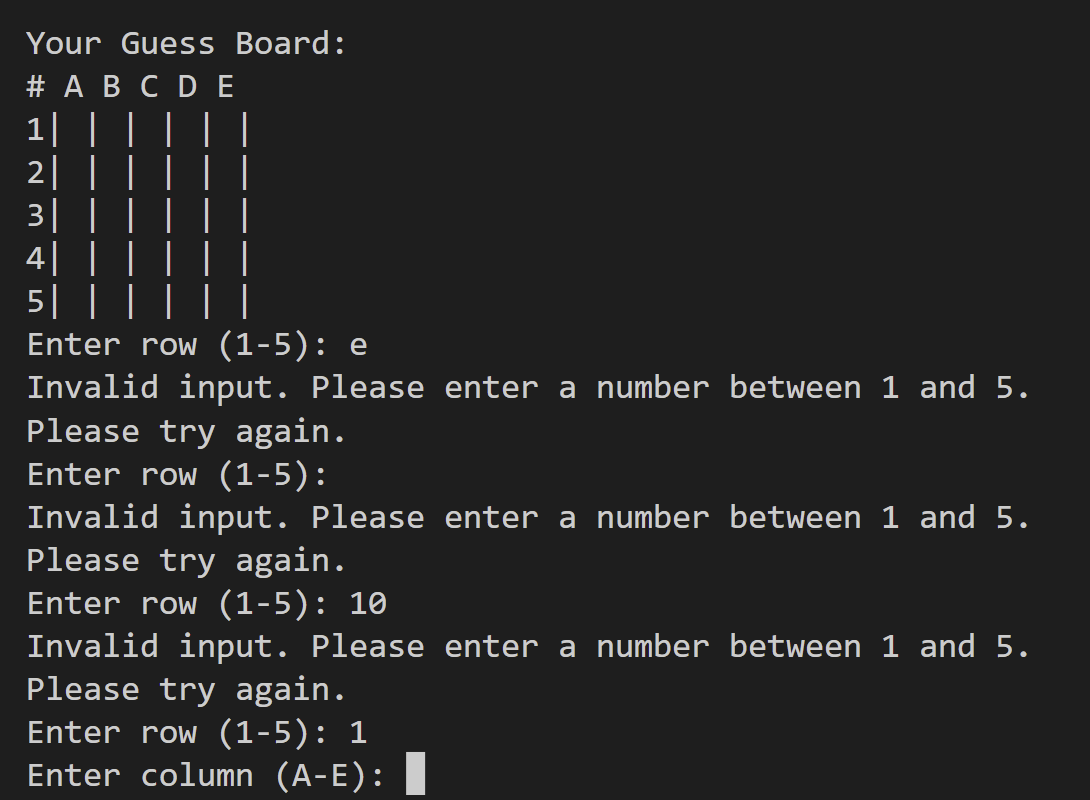 Your Guess Board:
# A B C D E
1| | | | | |
2| | | | | |
3| | | | | |
4| | | | | |
5| | | | | |
Enter row (1-5): e
Invalid input. Please enter a number between 1 and 5.
Please try again.
Enter row (1-5):
Invalid input. Please enter a number between 1 and 5.
Please try again.
Enter row (1-5): 10
Invalid input. Please enter a number between 1 and 5.
Please try again.
Enter row (1-5): 1
Enter column (A-E):